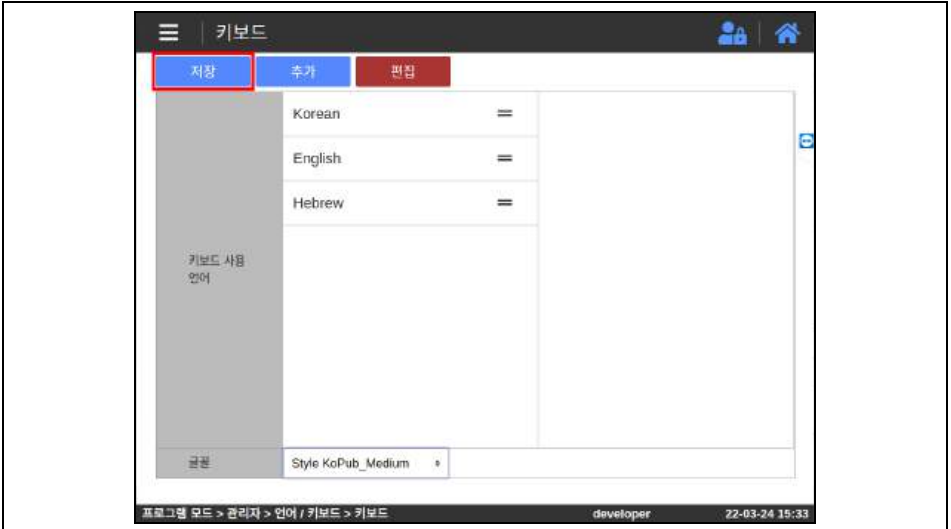 키보드
저장 추가 편집
Korean
English
Hebrew
키보드 사용
언어
글꼴 Style KoPub_Medium
프로그램 모드 > 관리자 > 언어 / 키보드 > 키보드 developer 22-03-24 15:33